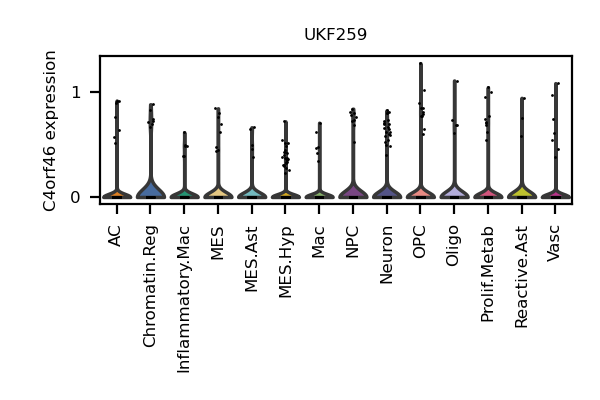 UKF259
C4orf46 expression
1
0
AC
Chromatin.Reg
Inflammatory.Mac
MES
MES.Ast
MES.Hyp
Mac
NPC
Neuron
OPC
Oligo
Prolif.Metab
Reactive.Ast
Vasc